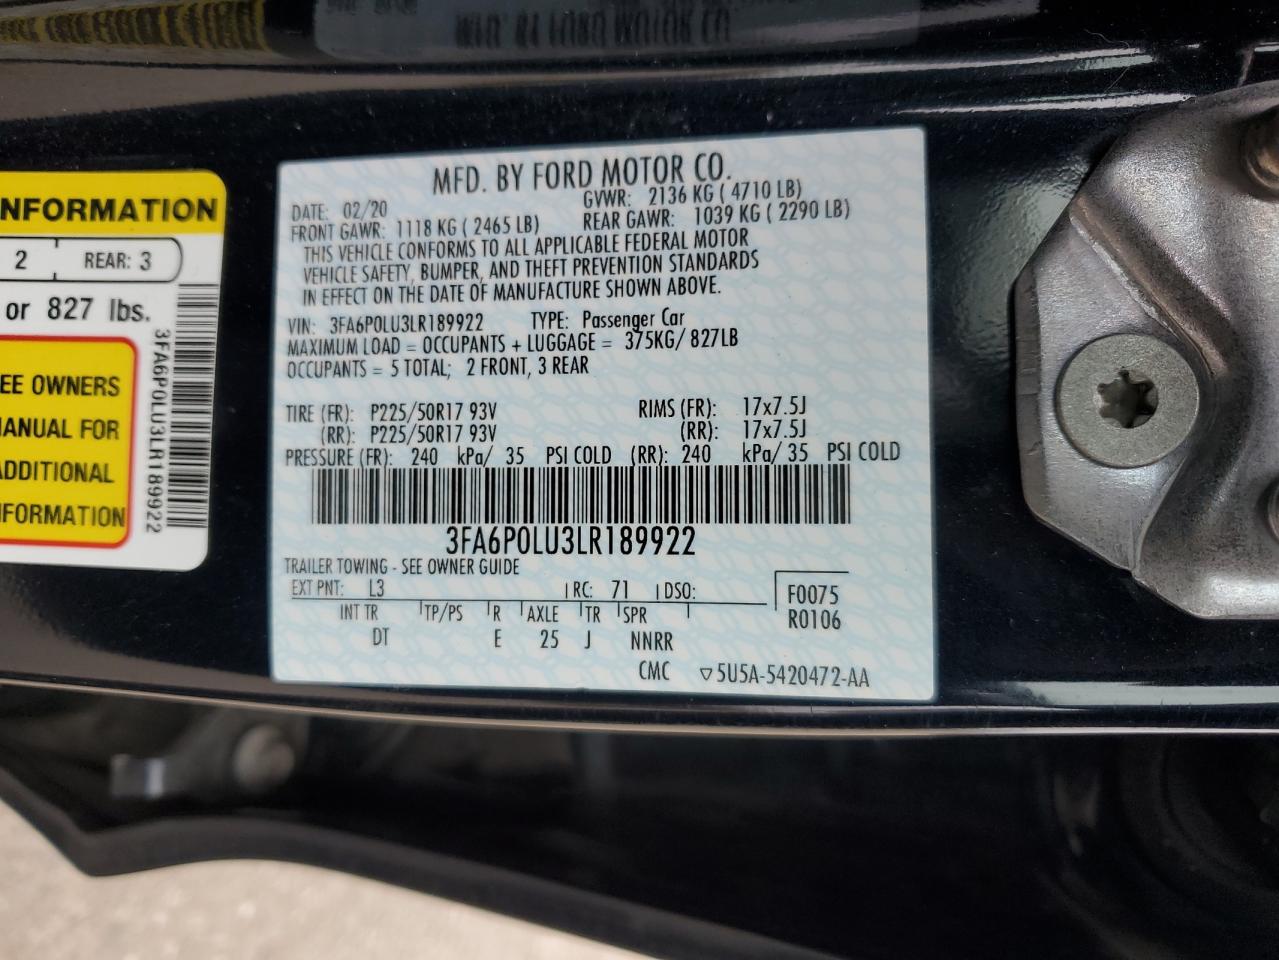 NFORMATION
2 REAR: 3
or 827 lbs.
EE OWNERS
ANUAL FOR
ADDITIONAL
FORMATION
3FA6P0LU3LR189922
MFD. BY FORD MOTOR CO.
DATE: 02/20 GVWR: 2136 KG ( 4710 LB)
FRONT GAWR: 1118 KG ( 2465 LB) REAR GAWR: 1039 KG ( 2290 LB)
THIS VEHICLE CONFORMS TO ALL APPLICABLE FEDERAL MOTOR
VEHICLE SAFETY, BUMPER, AND THEFT PREVENTION STANDARDS
IN EFFECT ON THE DATE OF MANUFACTURE SHOWN ABOVE.
VIN: 3FA6P0LU3LR189922 TYPE: Passenger Car
MAXIMUM LOAD = OCCUPANTS + LUGGAGE = 375KG/ 827LB
OCCUPANTS = 5 TOTAL; 2 FRONT, 3 REAR
TIRE (FR): P225/50R17 93V RIMS (FR): 17x7.5J
(RR): P225/50R17 93V (RR): 17x7.5J
PRESSURE (FR): 240 kPa/ 35 PSI COLD (RR): 240 kPa/ 35 PSI COLD
3FA6P0LU3LR189922
TRAILER TOWING - SEE OWNER GUIDE
EXT PNT: L3 RC: 71 DSO: F0075
INT TR TP/PS R AXLE TR SPR R0106
DT E 25 J NNRR
CMC ▽5U5A-5420472-AA